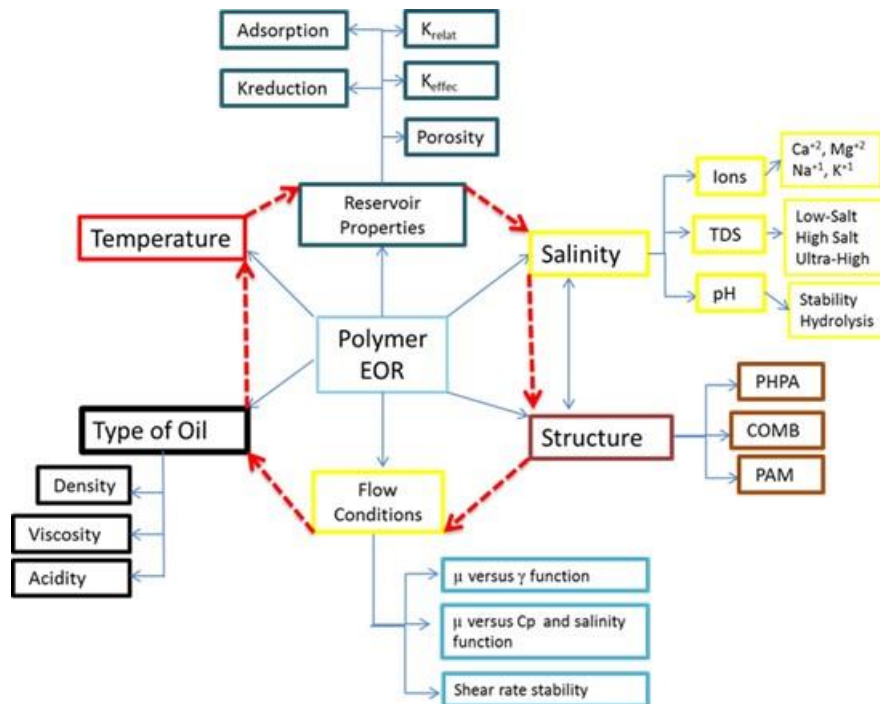 Adsorption
Krelat
Kreduction
Keffec
Porosity
Reservoir
Properties
Temperature
Salinity
Ions
Ca+2, Mg+2
Na+1, K+1
TDS
Low-Salt
High Salt
Ultra-High
pH
Stability
Hydrolysis
Polymer
EOR
Type of Oil
Density
Viscosity
Acidity
Flow
Conditions
Structure
PHPA
COMB
PAM
μ versus γ function
μ versus Cp and salinity
function
Shear rate stability